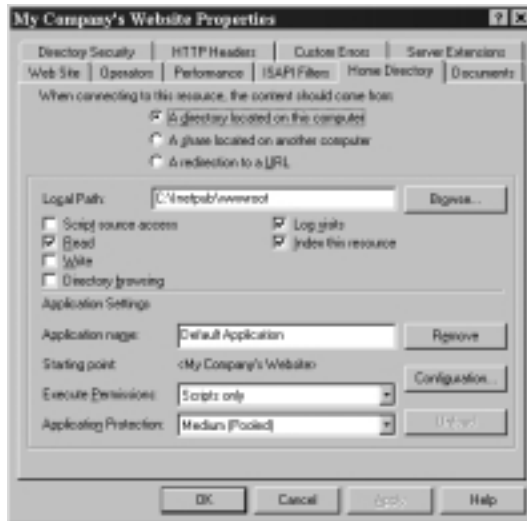 My Company's Website Properties
Directory Security HTTP Headers Custom Errors Server Extensions
Web Site Operators Performance ISAPI Filters Home Directory Documents
When connecting to this resource, the content should come from:
A directory located on this computer
A share located on another computer
A redirection to a URL
Local Path: C:\Inetpub\wwwroot Browse...
Script source access Log visits
Read Index this resource
Write
Directory browsing
Application Settings
Application name: Default Application Remove
Starting point: <My Company's Website>
Configuration...
Execute Permissions: Scripts only
Application Protection: Medium (Pooled) Unload
OK Cancel Apply Help